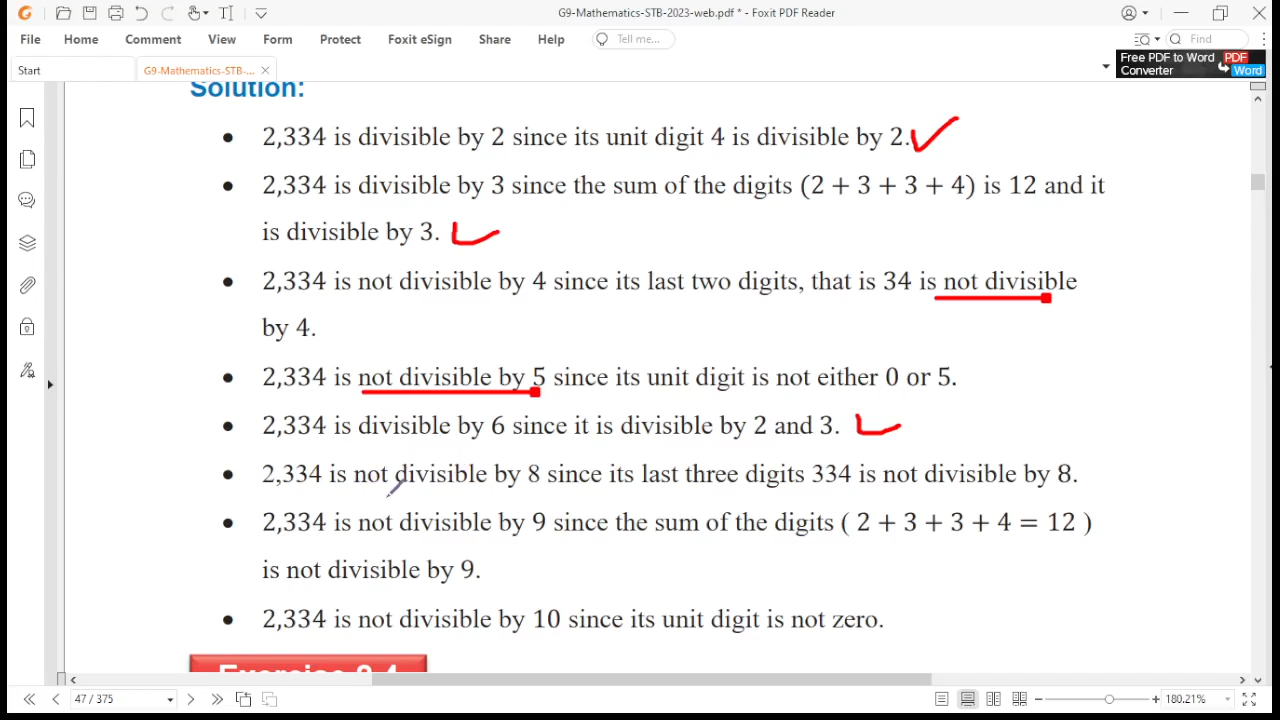 G9-Mathematics-STB-2023-web.pdf * - Foxit PDF Reader
File Home Comment View Form Protect Foxit eSign Share Help Tell me... Find
Start G9-Mathematics-STB-... Free PDF to Word Converter PDF Word
Solution:
• 2,334 is divisible by 2 since its unit digit 4 is divisible by 2.
• 2,334 is divisible by 3 since the sum of the digits (2 + 3 + 3 + 4) is 12 and it
is divisible by 3.
• 2,334 is not divisible by 4 since its last two digits, that is 34 is not divisible
by 4.
• 2,334 is not divisible by 5 since its unit digit is not either 0 or 5.
• 2,334 is divisible by 6 since it is divisible by 2 and 3.
• 2,334 is not divisible by 8 since its last three digits 334 is not divisible by 8.
• 2,334 is not divisible by 9 since the sum of the digits ( 2 + 3 + 3 + 4 = 12 )
is not divisible by 9.
• 2,334 is not divisible by 10 since its unit digit is not zero.
47 / 375 180.21%